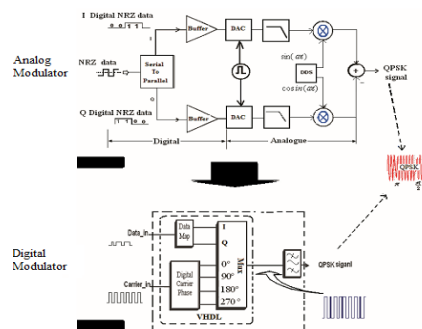 I Digital NRZ data
Buffer
DAC
Analog
Modulator
NRZ data
Serial
To
Parallel
sin(ωt)
DDS
cosin(ωt)
QPSK
signal
Q Digital NRZ data
Buffer
DAC
Digital
Analogue
QPSK
Digital
Modulator
Data_in
Data
Map
I
Q
Mux
Carrier_in
Digital
Carrier
Phase
0°
90°
180°
270°
VHDL
QPSK siganl